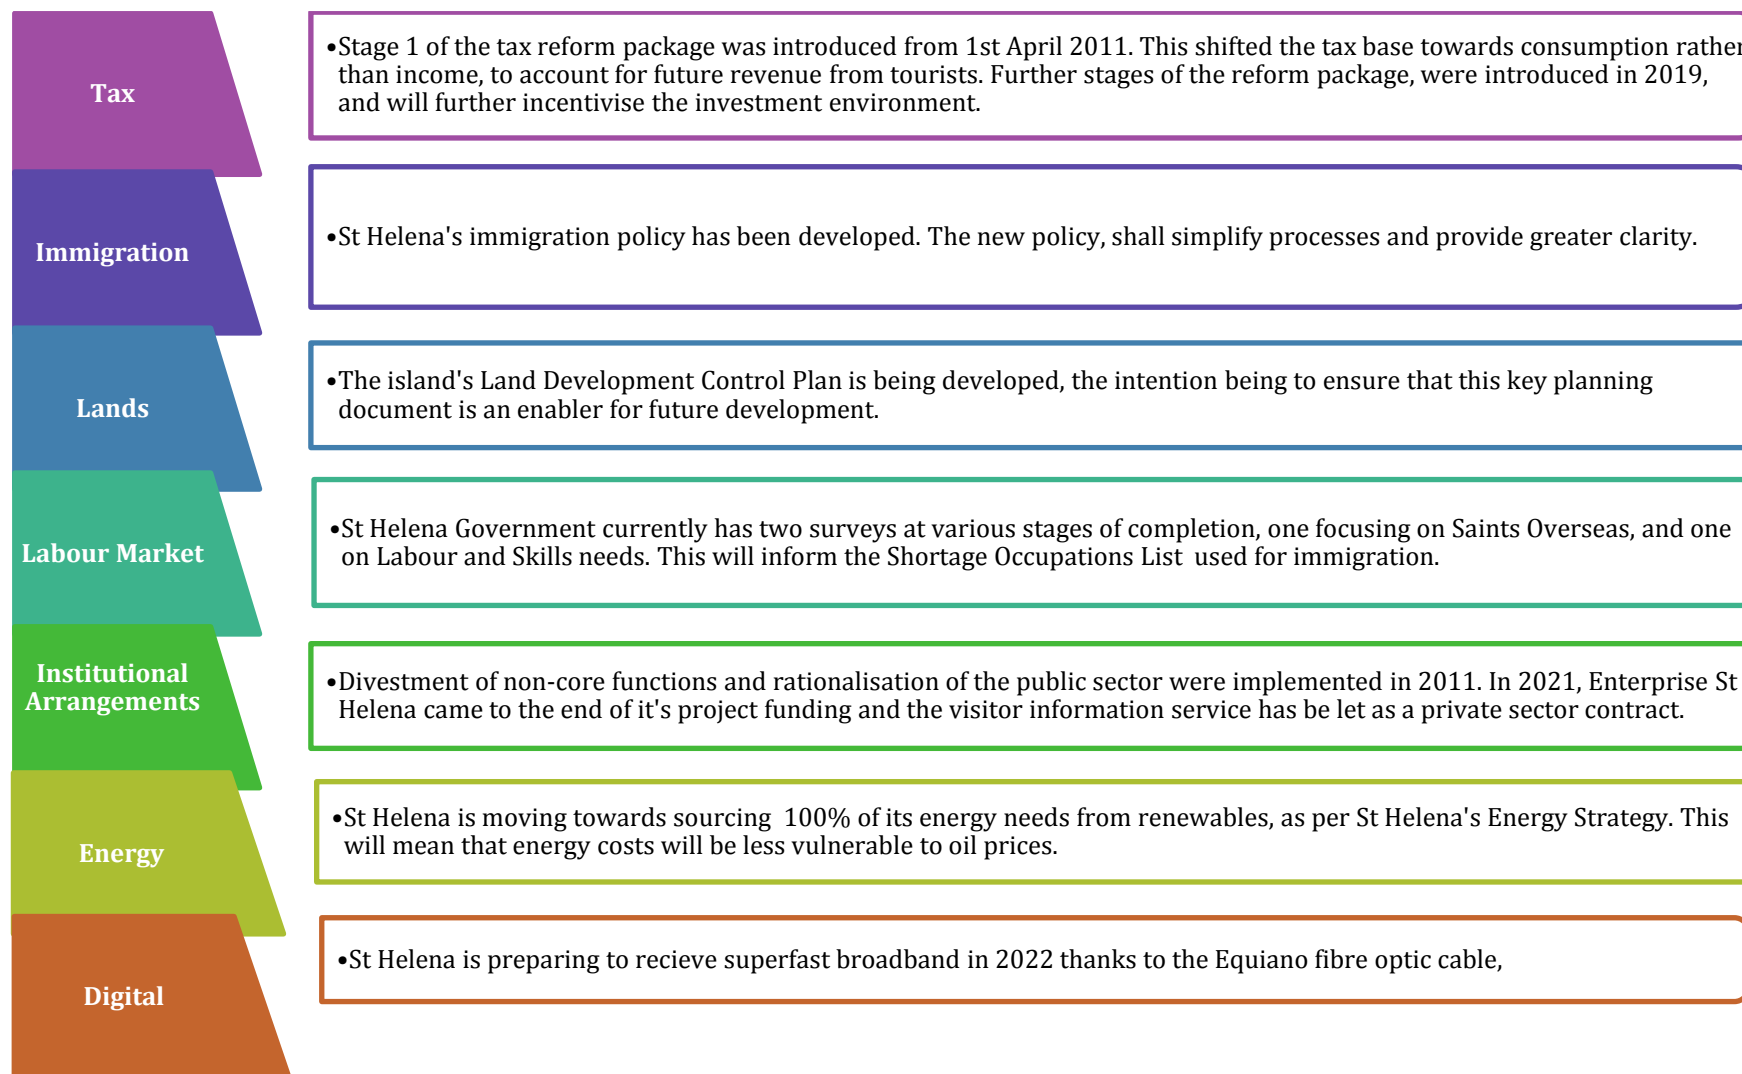 Tax
•Stage 1 of the tax reform package was introduced from 1st April 2011. This shifted the tax base towards consumption rather
than income, to account for future revenue from tourists. Further stages of the reform package, were introduced in 2019,
and will further incentivise the investment environment.
Immigration
•St Helena's immigration policy has been developed. The new policy, shall simplify processes and provide greater clarity.
Lands
•The island's Land Development Control Plan is being developed, the intention being to ensure that this key planning
document is an enabler for future development.
Labour Market
•St Helena Government currently has two surveys at various stages of completion, one focusing on Saints Overseas, and one
on Labour and Skills needs. This will inform the Shortage Occupations List used for immigration.
Institutional
Arrangements
•Divestment of non-core functions and rationalisation of the public sector were implemented in 2011. In 2021, Enterprise St
Helena came to the end of it's project funding and the visitor information service has be let as a private sector contract.
Energy
•St Helena is moving towards sourcing 100% of its energy needs from renewables, as per St Helena's Energy Strategy. This
will mean that energy costs will be less vulnerable to oil prices.
Digital
•St Helena is preparing to recieve superfast broadband in 2022 thanks to the Equiano fibre optic cable,